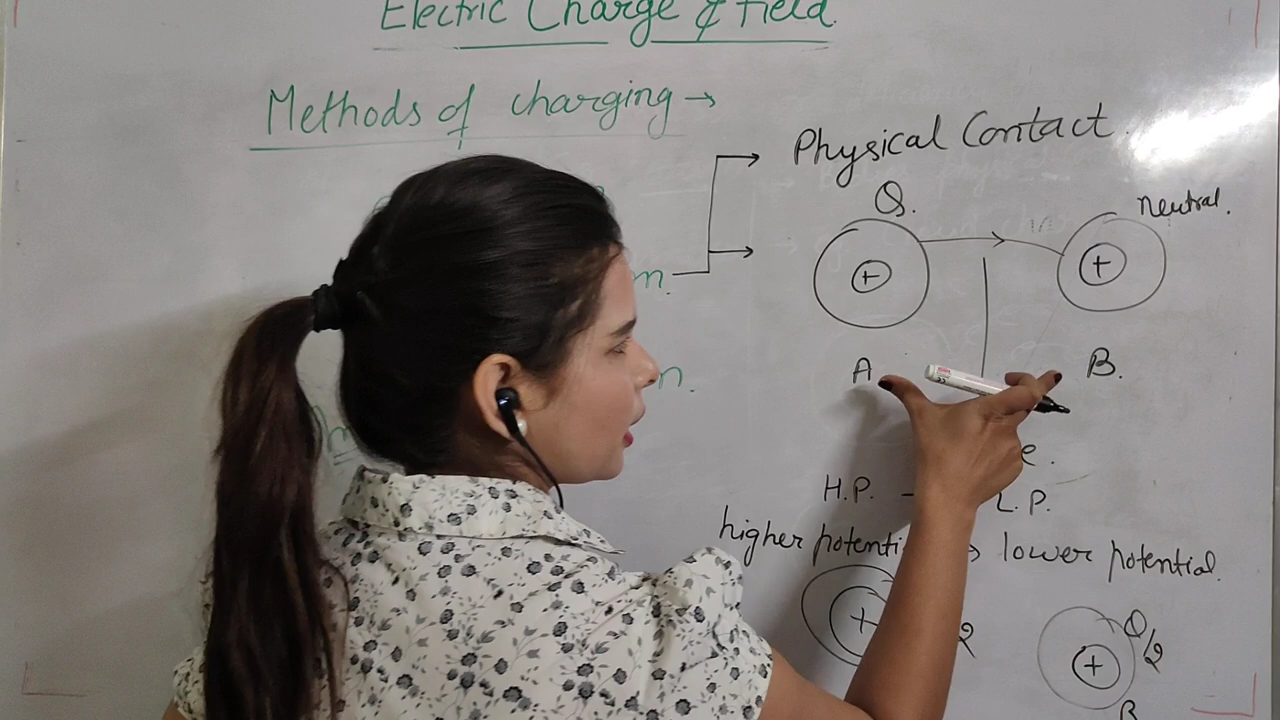 Electric Charge & Field.
Methods of charging →
Physical Contact.
Q.
neutral.
+
+
A
B.
H.P. -
L.P.
higher
→ lower potential.
+
Q/2
+
B